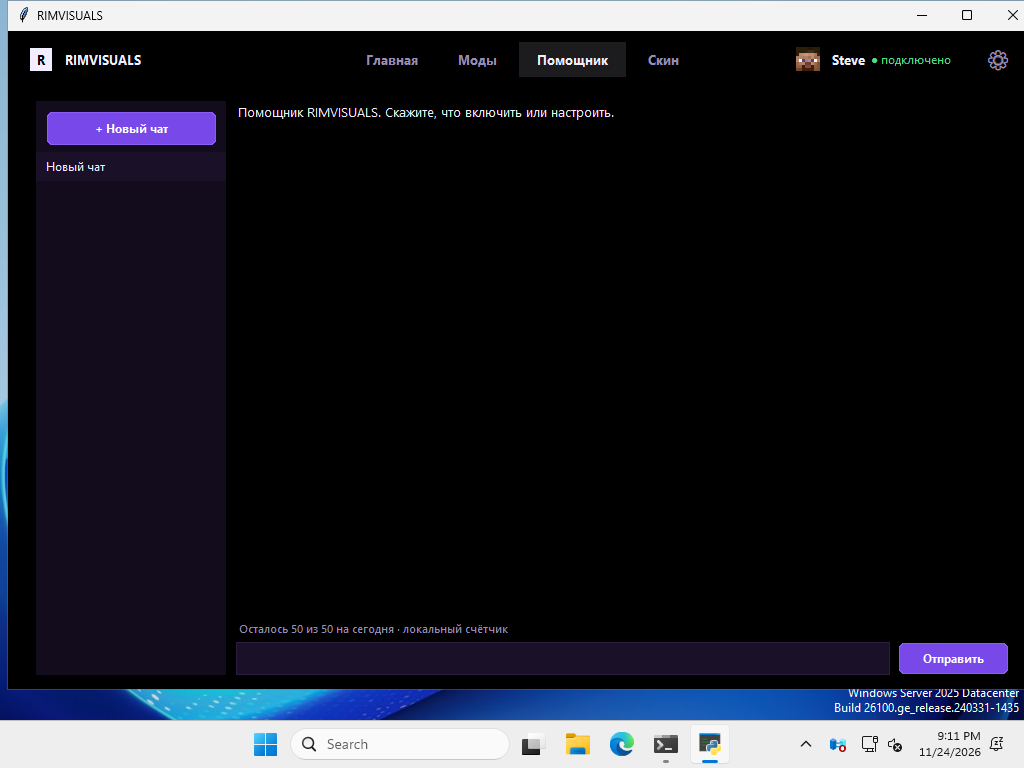 RIMVISUALS
R RIMVISUALS Главная Моды Помощник Скин Steve ● подключено
+ Новый чат
Новый чат
Помощник RIMVISUALS. Скажите, что включить или настроить.
Осталось 50 из 50 на сегодня · локальный счётчик
Отправить
Windows Server 2025 Datacenter
Build 26100.ge_release.240331-1435
Search
9:11 PM
11/24/2026